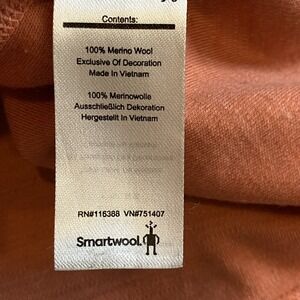 Contents:
100% Merino Wool
Exclusive Of Decoration
Made In Vietnam
100% Merinowolle
Ausschließlich Dekoration
Hergestellt In Vietnam
RN#116388 VN#751407
Smartwool